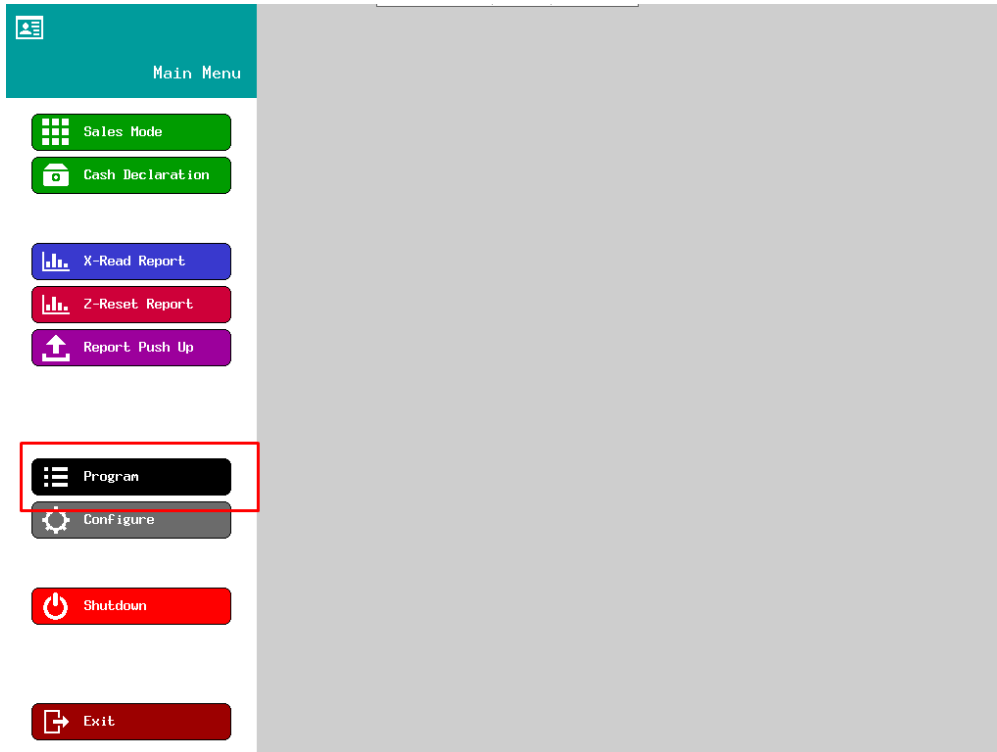 Main Menu
Sales Mode
Cash Declaration
X-Read Report
Z-Reset Report
Report Push Up
Program
Configure
Shutdown
Exit